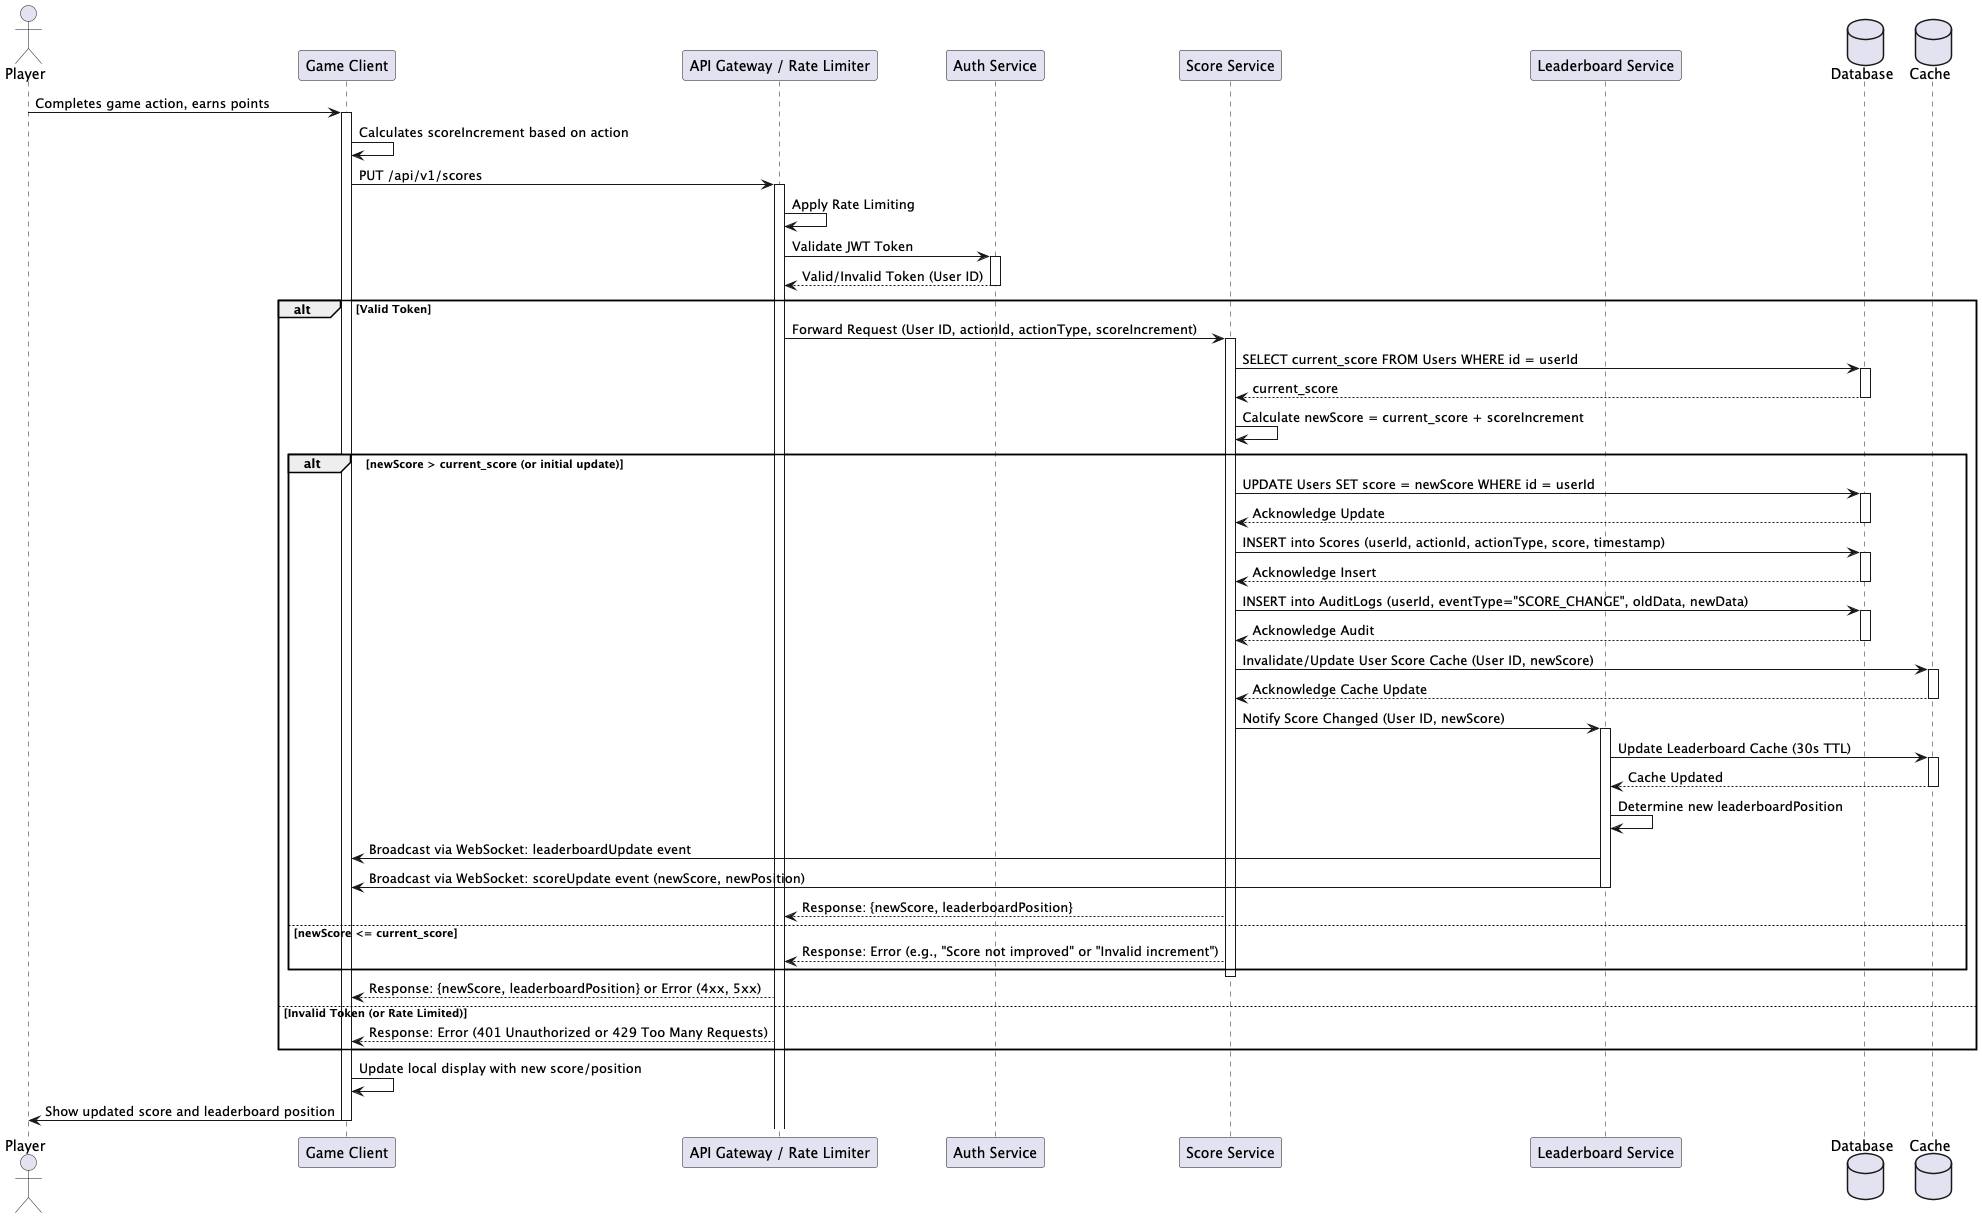 Player
Game Client
API Gateway / Rate Limiter
Auth Service
Score Service
Leaderboard Service
Database
Cache
Completes game action, earns points
Calculates scoreIncrement based on action
PUT /api/v1/scores
Apply Rate Limiting
Validate JWT Token
Valid/Invalid Token (User ID)
alt
[Valid Token]
Forward Request (User ID, actionId, actionType, scoreIncrement)
SELECT current_score FROM Users WHERE id = userId
current_score
Calculate newScore = current_score + scoreIncrement
alt
[newScore > current_score (or initial update)]
UPDATE Users SET score = newScore WHERE id = userId
Acknowledge Update
INSERT into Scores (userId, actionId, actionType, score, timestamp)
Acknowledge Insert
INSERT into AuditLogs (userId, eventType="SCORE_CHANGE", oldData, newData)
Acknowledge Audit
Invalidate/Update User Score Cache (User ID, newScore)
Acknowledge Cache Update
Notify Score Changed (User ID, newScore)
Update Leaderboard Cache (30s TTL)
Cache Updated
Determine new leaderboardPosition
Broadcast via WebSocket: leaderboardUpdate event
Broadcast via WebSocket: scoreUpdate event (newScore, newPosition)
Response: {newScore, leaderboardPosition}
[newScore <= current_score]
Response: Error (e.g., "Score not improved" or "Invalid increment")
Response: {newScore, leaderboardPosition} or Error (4xx, 5xx)
[Invalid Token (or Rate Limited)]
Response: Error (401 Unauthorized or 429 Too Many Requests)
Update local display with new score/position
Show updated score and leaderboard position
Player
Game Client
API Gateway / Rate Limiter
Auth Service
Score Service
Leaderboard Service
Database
Cache